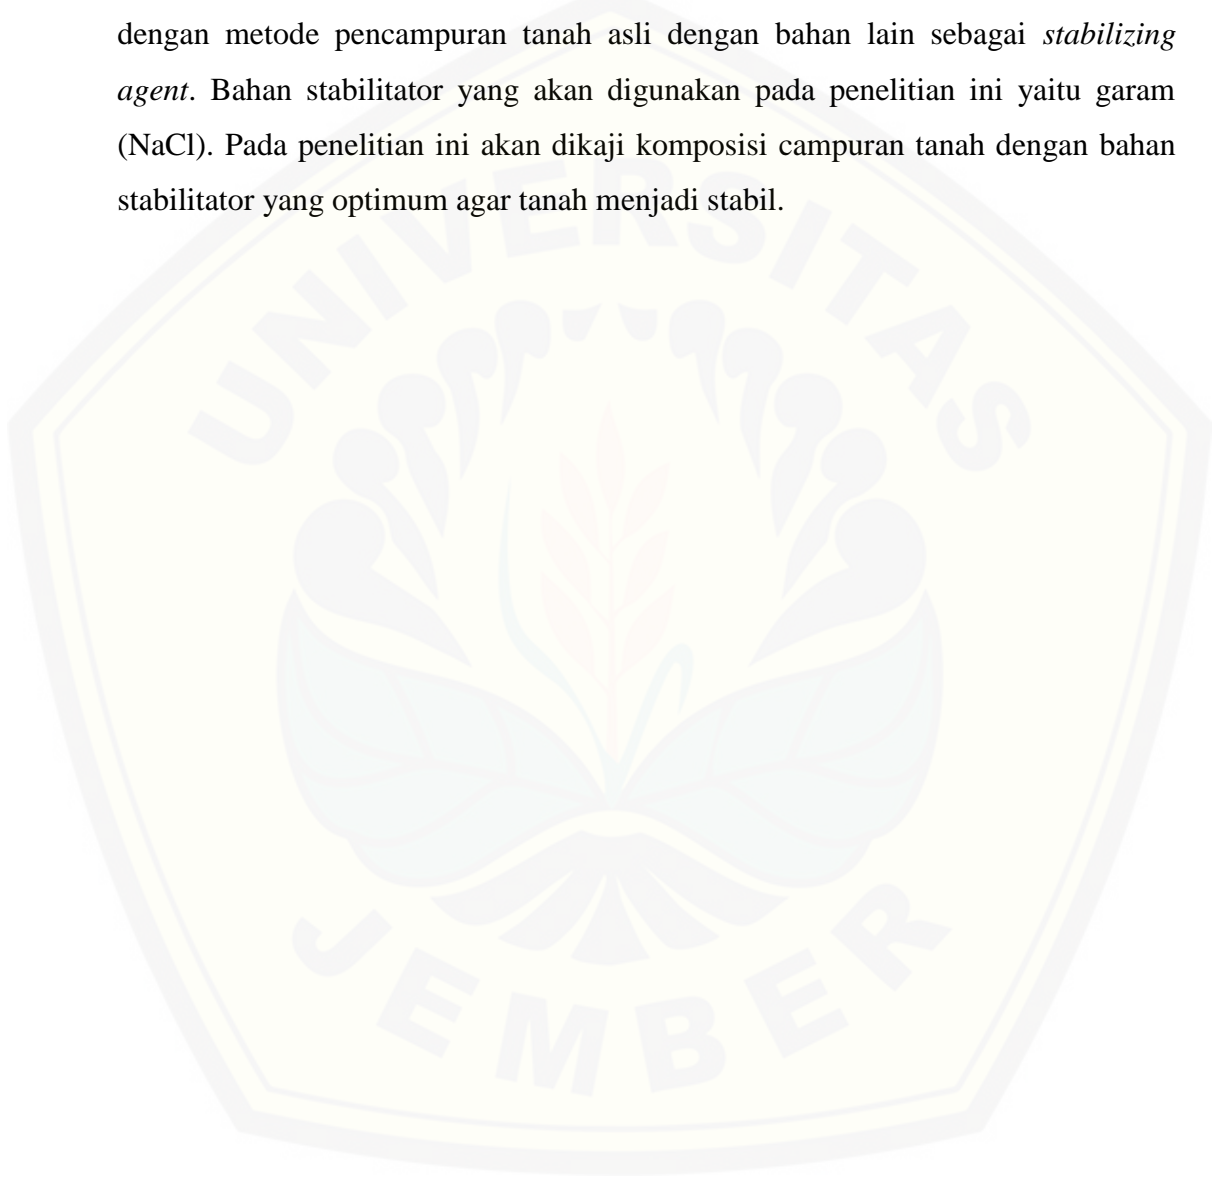 dengan metode pencampuran tanah asli dengan bahan lain sebagai stabilizing
agent. Bahan stabilitator yang akan digunakan pada penelitian ini yaitu garam
(NaCl). Pada penelitian ini akan dikaji komposisi campuran tanah dengan bahan
stabilitator yang optimum agar tanah menjadi stabil.
UNIVERSITAS
JEMBER